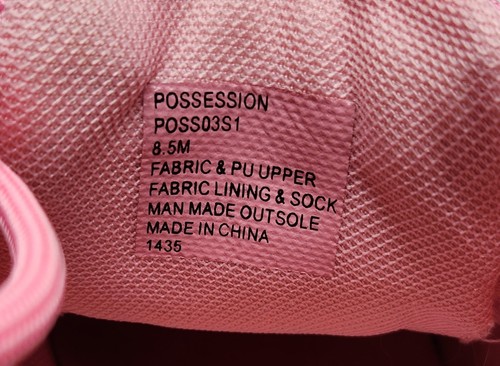 POSSESSION
POSS03S1
8.5M
FABRIC & PU UPPER
FABRIC LINING & SOCK
MAN MADE OUTSOLE
MADE IN CHINA
1435